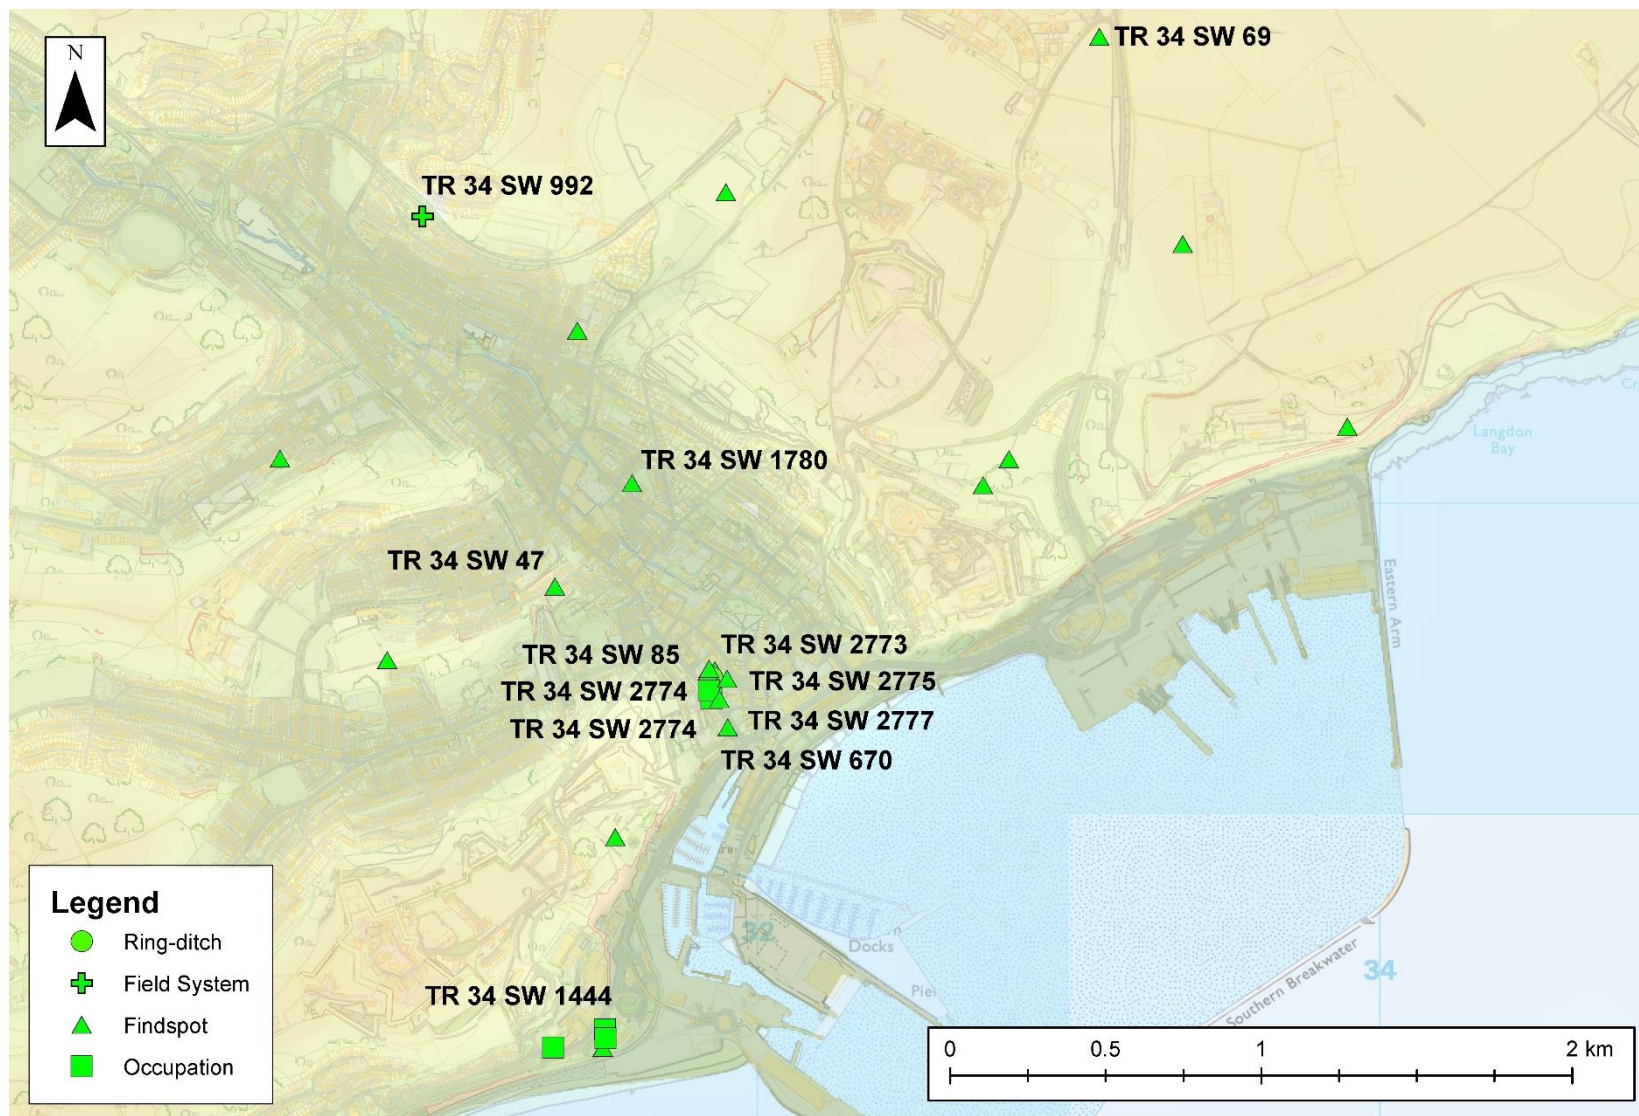 N
TR 34 SW 69
TR 34 SW 992
Langdon
Bay
TR 34 SW 1780
TR 34 SW 47
Eastern Arm
TR 34 SW 2773
TR 34 SW 85
TR 34 SW 2775
TR 34 SW 2774
TR 34 SW 2777
TR 34 SW 2774
TR 34 SW 670
Legend
Ring-ditch
Field System
Findspot
Occupation
32
Docks
34
Southern Breakwater
TR 34 SW 1444
0 0.5 1 2 km